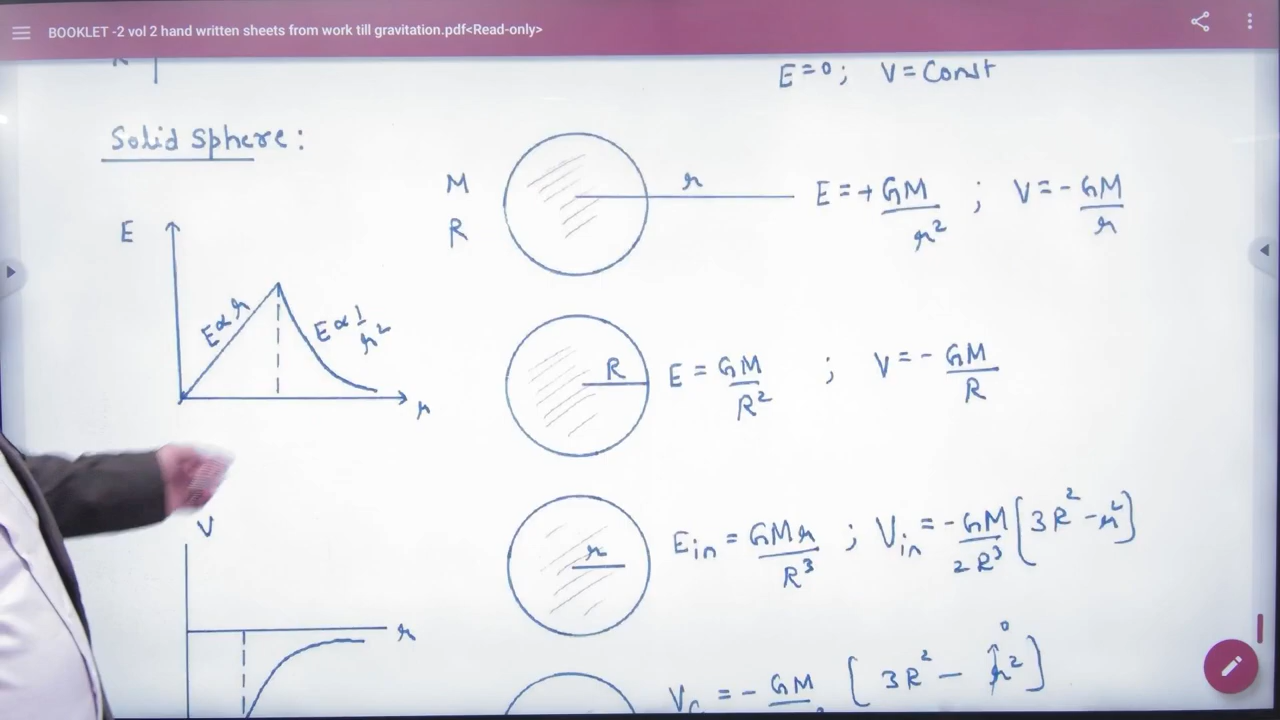 BOOKLET -2 vol 2 hand written sheets from work till gravitation.pdf<Read-only>
E=0; V=Const
Solid Sphere:
M
R
r
E = + GM/r² ; V = - GM/r
E
E ∝ r
E ∝ 1/r²
r
R
E = GM/R² ; V = - GM/R
r
E_in = GMr/R³ ; V_in = - GM/2R³ [3R² - r²]
V
r
V_C = - GM [3R² - r²] 0